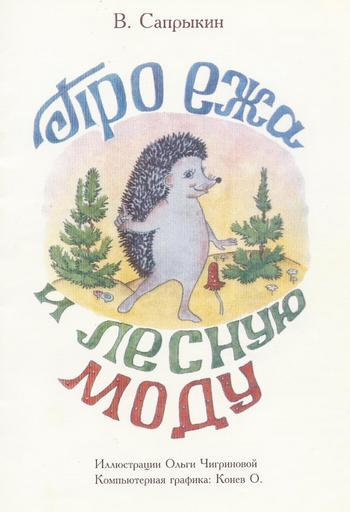 В. Сапрыкин
Про ежа
и лесную
моду
Иллюстрации Ольги Чигриновой
Компьютерная графика: Конев О.